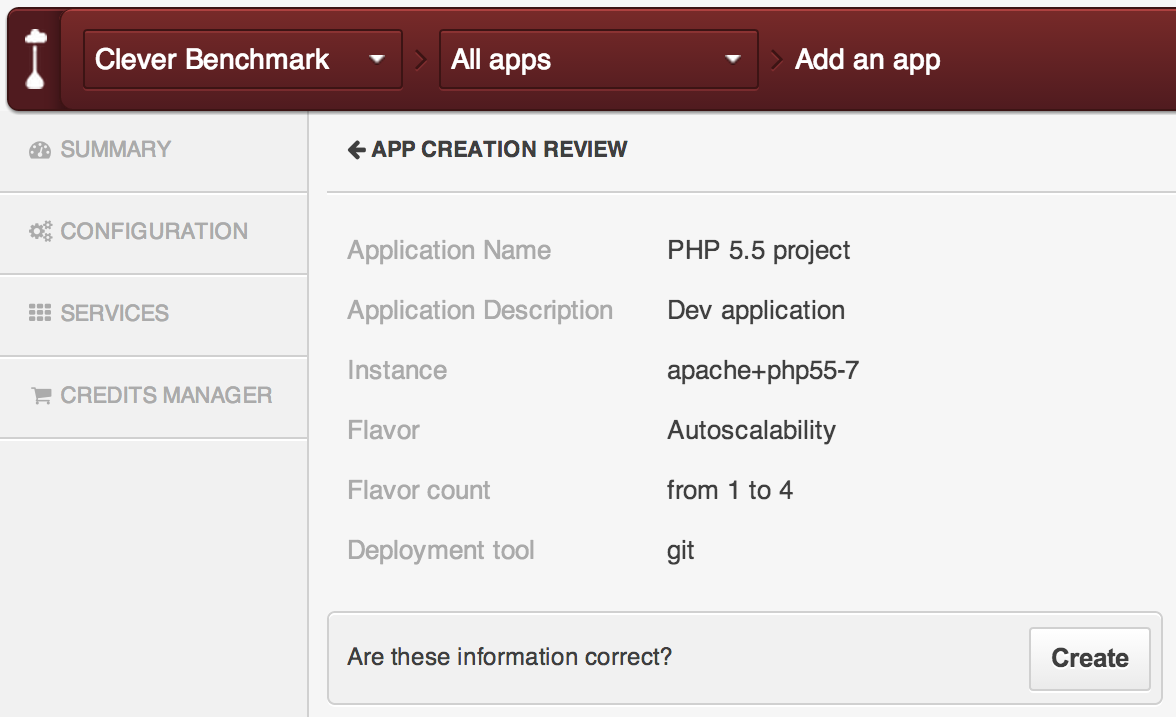 Clever Benchmark
All apps
Add an app
SUMMARY
CONFIGURATION
SERVICES
CREDITS MANAGER
APP CREATION REVIEW
Application Name PHP 5.5 project
Application Description Dev application
Instance apache+php55-7
Flavor Autoscalability
Flavor count from 1 to 4
Deployment tool git
Are these information correct? Create